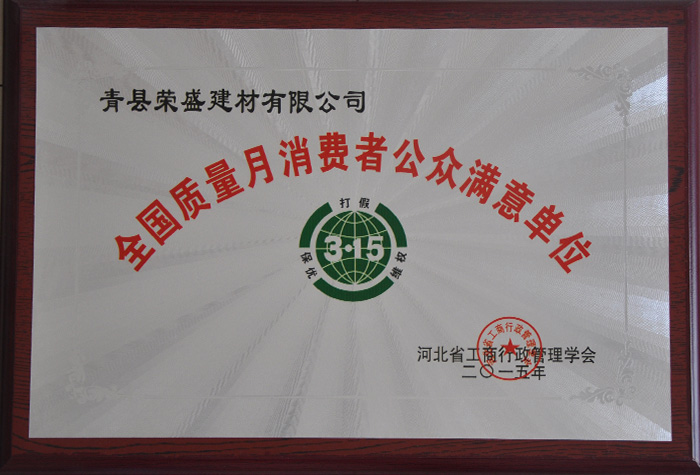 青县荣盛建材有限公司
全国质量月消费者公众满意单位
打假
3·15
保优
维权
河北省工商行政管理学会
二〇一五年